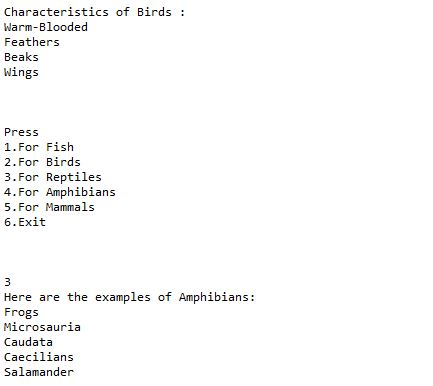 Characteristics of Birds :
Warm-Blooded
Feathers
Beaks
Wings
Press
1.For Fish
2.For Birds
3.For Reptiles
4.For Amphibians
5.For Mammals
6.Exit
3
Here are the examples of Amphibians:
Frogs
Microsauria
Caudata
Caecilians
Salamander